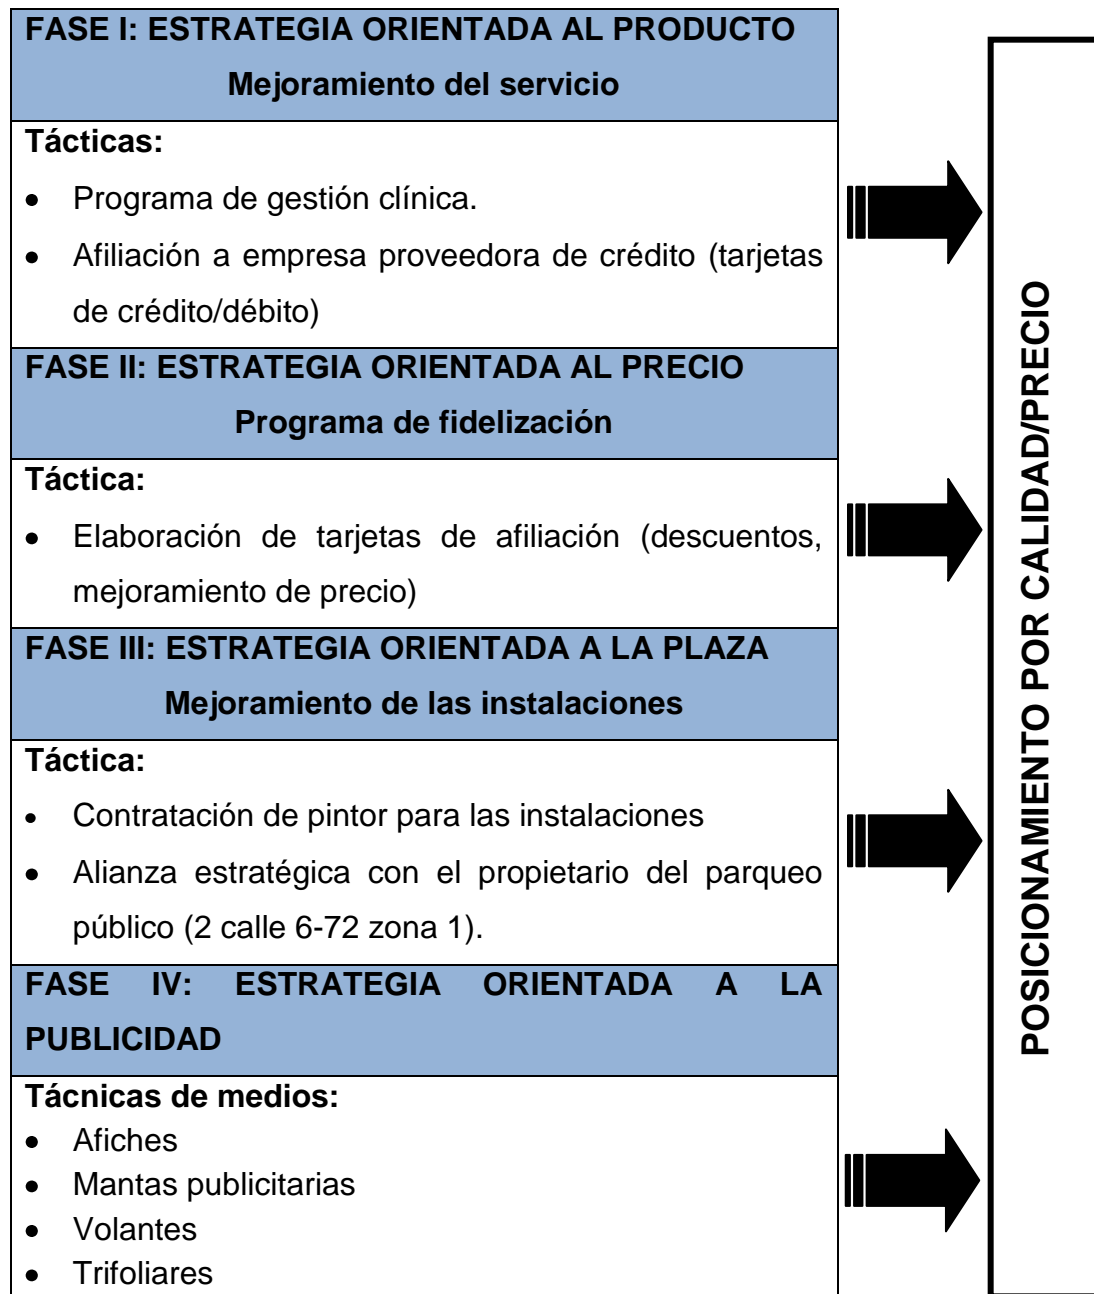 FASE I: ESTRATEGIA ORIENTADA AL PRODUCTO
Mejoramiento del servicio
Tácticas:
• Programa de gestión clínica.
• Afiliación a empresa proveedora de crédito (tarjetas
de crédito/débito)
FASE II: ESTRATEGIA ORIENTADA AL PRECIO
Programa de fidelización
Táctica:
• Elaboración de tarjetas de afiliación (descuentos,
mejoramiento de precio)
FASE III: ESTRATEGIA ORIENTADA A LA PLAZA
Mejoramiento de las instalaciones
Táctica:
• Contratación de pintor para las instalaciones
• Alianza estratégica con el propietario del parqueo
público (2 calle 6-72 zona 1).
FASE IV: ESTRATEGIA ORIENTADA A LA
PUBLICIDAD
Tácnicas de medios:
• Afiches
• Mantas publicitarias
• Volantes
• Trifoliares
POSICIONAMIENTO POR CALIDAD/PRECIO